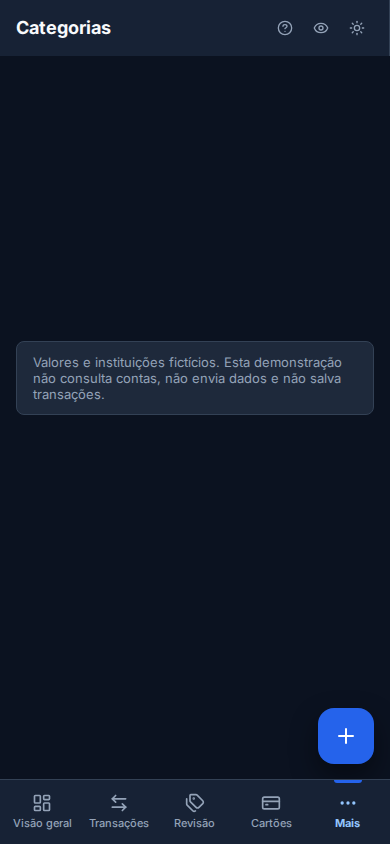 Categorias
Valores e instituições fictícios. Esta demonstração
não consulta contas, não envia dados e não salva
transações.
Visão geral
Transações
Revisão
Cartões
Mais